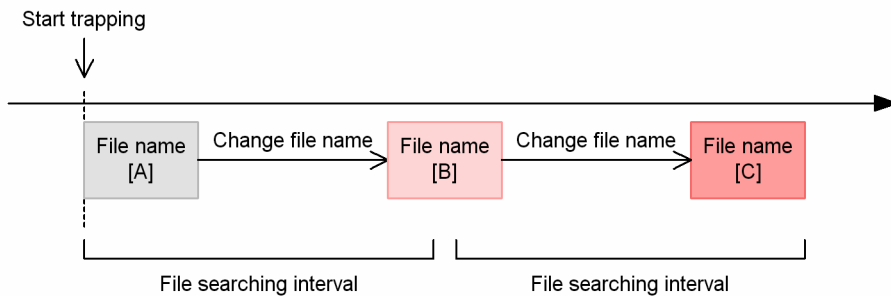 Start trapping
File name
[A]
Change file name
File name
[B]
Change file name
File name
[C]
File searching interval
File searching interval